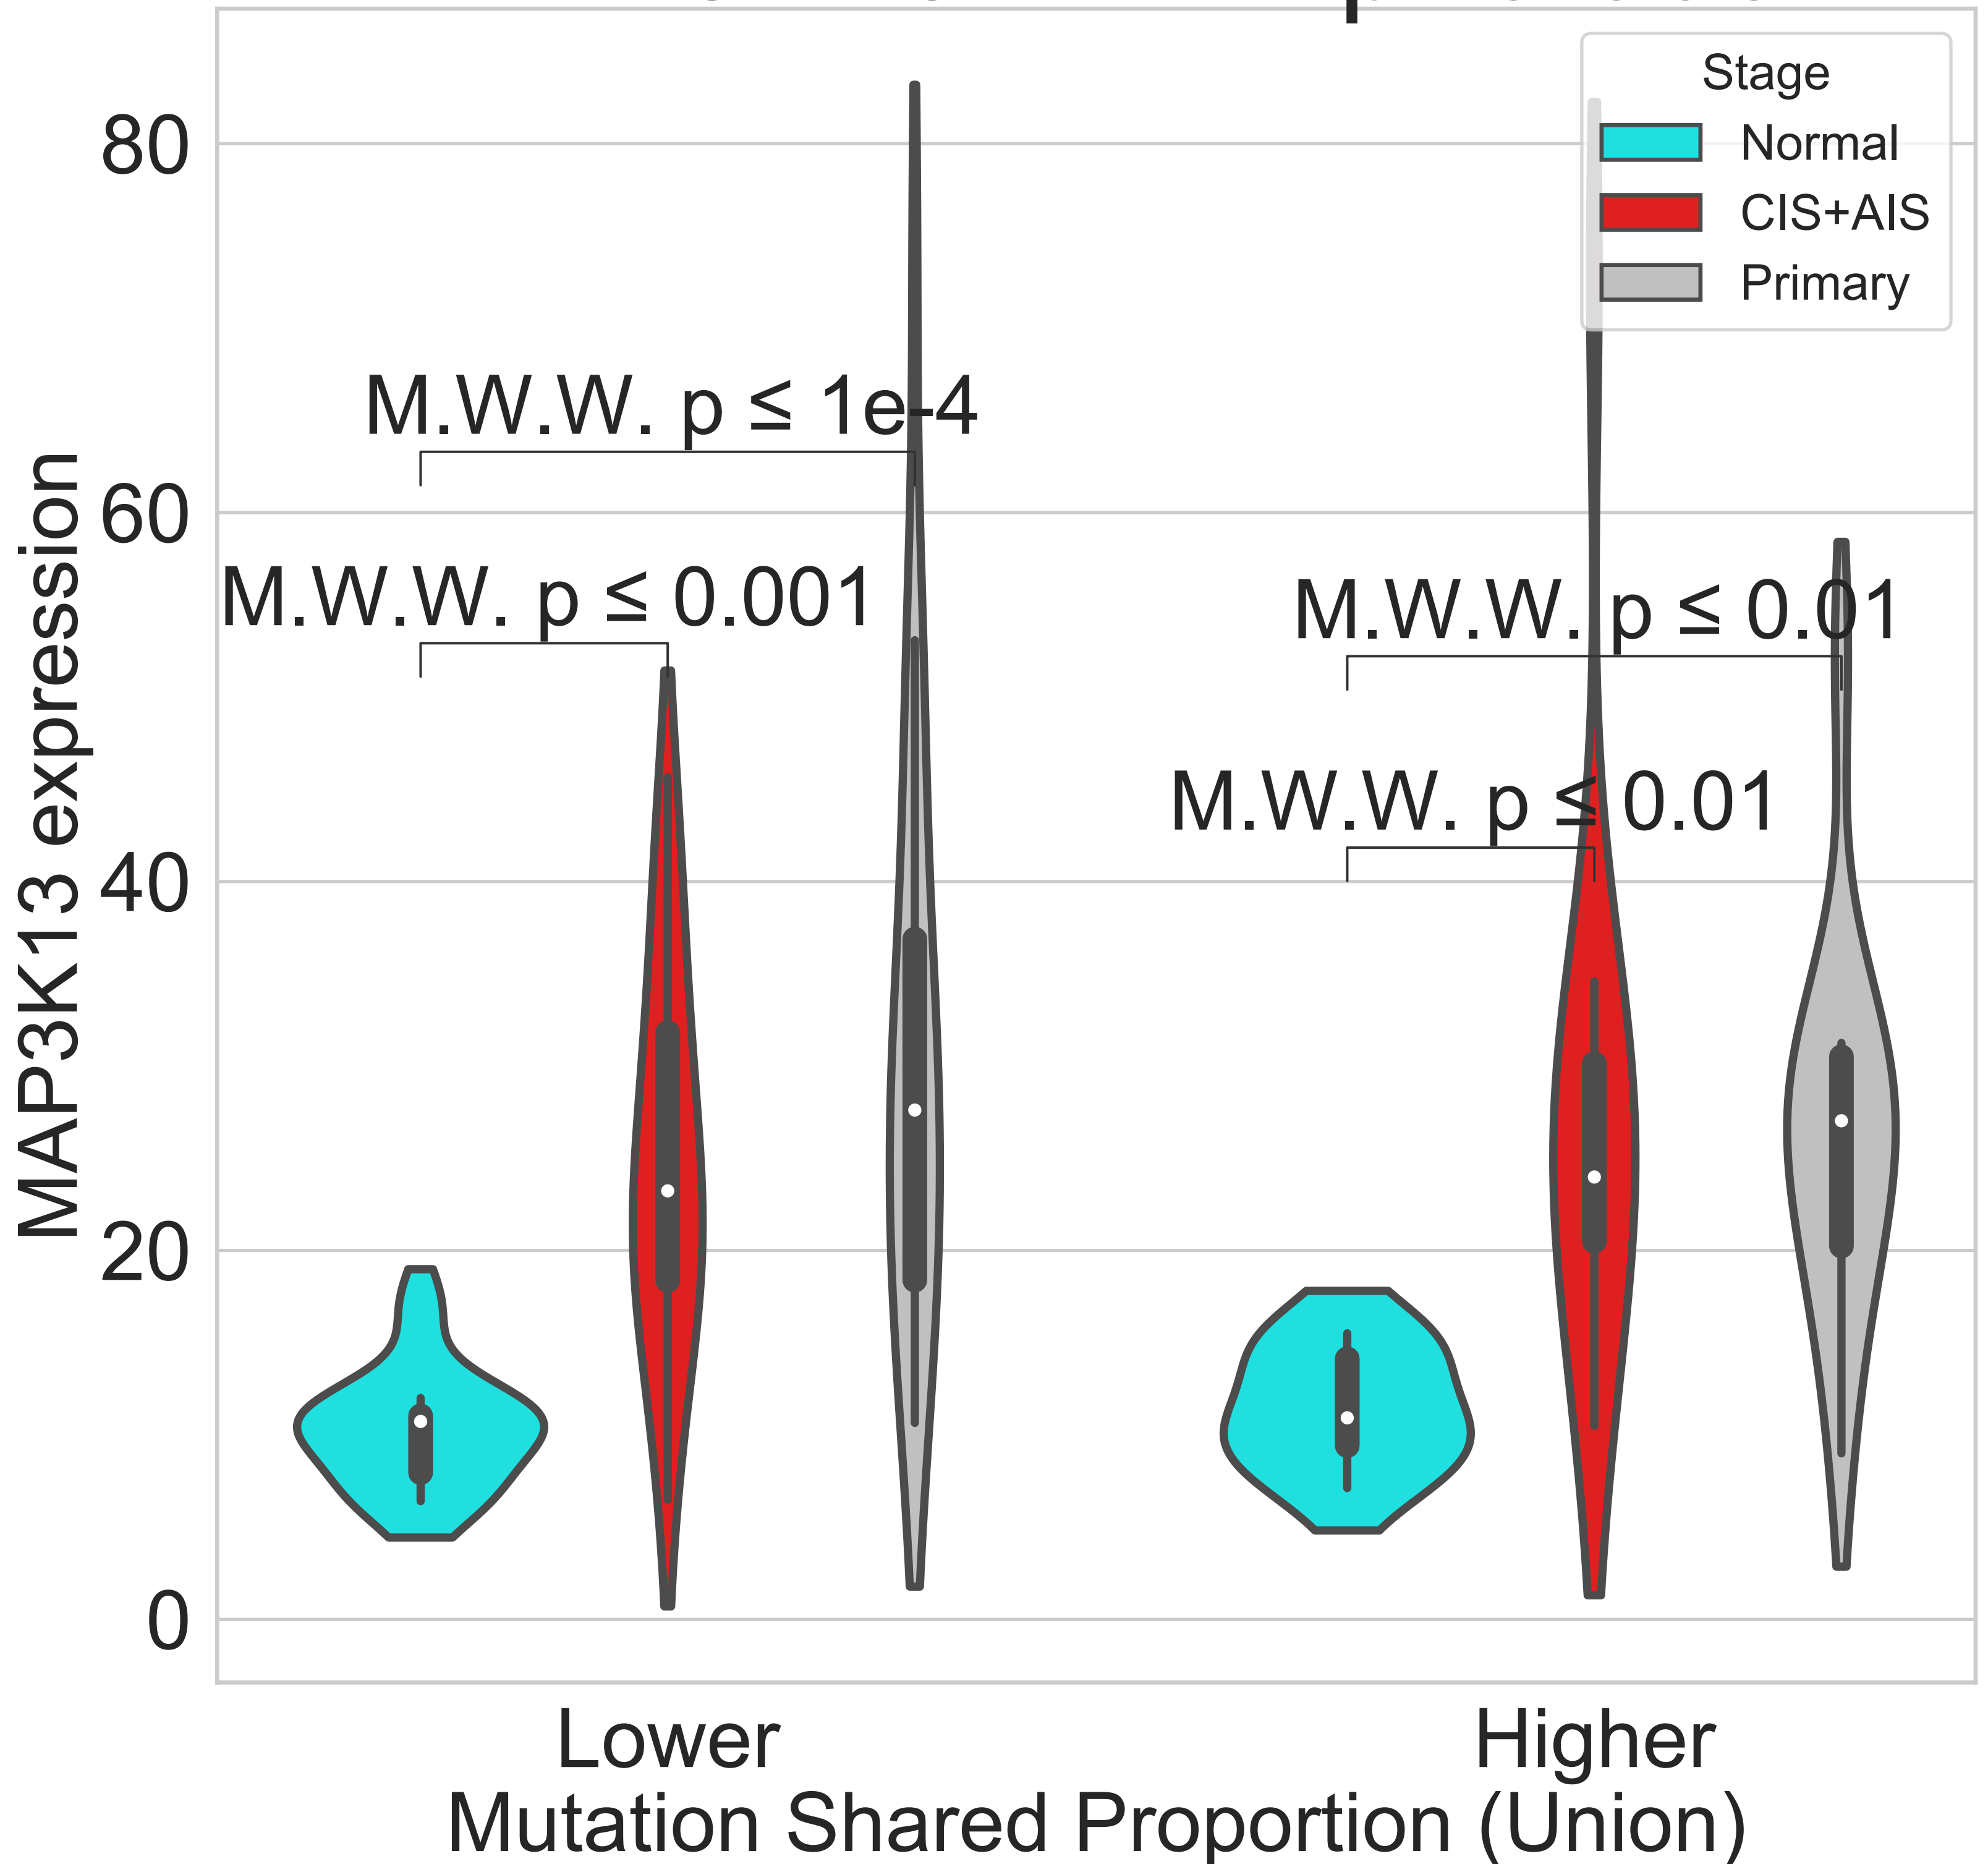 Stage
Normal
CIS+AIS
Primary
80
60
40
20
0
MAP3K13 expression
M.W.W. p ≤ 1e-4
M.W.W. p ≤ 0.001
M.W.W. p ≤ 0.01
M.W.W. p ≤ 0.01
Lower
Higher
Mutation Shared Proportion (Union)